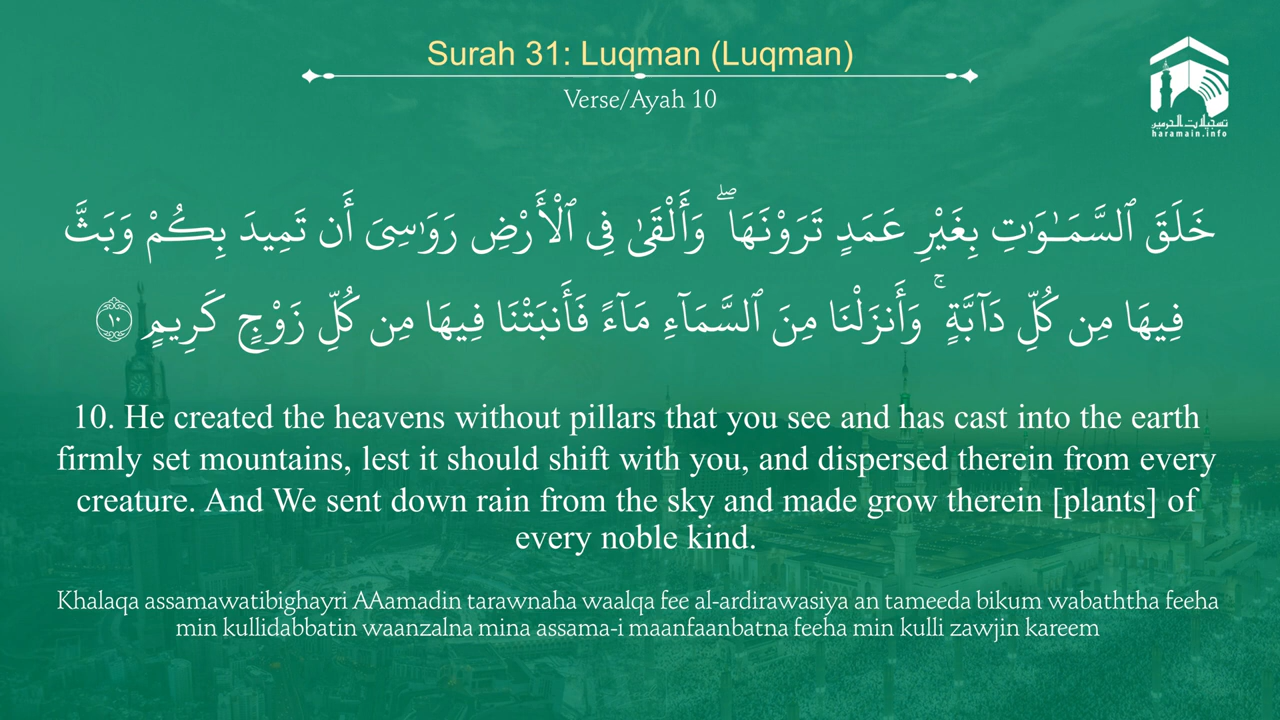 Surah 31: Luqman (Luqman)
Verse/Ayah 10
تسجيلات الحرمين
haramain.info
خَلَقَ ٱلسَّمَـٰوَٰتِ بِغَيْرِ عَمَدٍ تَرَوْنَهَا ۖ وَأَلْقَىٰ فِى ٱلْأَرْضِ رَوَٰسِىَ أَن تَمِيدَ بِكُمْ وَبَثَّ
فِيهَا مِن كُلِّ دَآبَّةٍ ۚ وَأَنزَلْنَا مِنَ ٱلسَّمَآءِ مَآءً فَأَنۢبَتْنَا فِيهَا مِن كُلِّ زَوْجٍ كَرِيمٍ ١٠
10. He created the heavens without pillars that you see and has cast into the earth
firmly set mountains, lest it should shift with you, and dispersed therein from every
creature. And We sent down rain from the sky and made grow therein [plants] of
every noble kind.
Khalaqa assamawatibighayri AAamadin tarawnaha waalqa fee al-ardirawasiya an tameeda bikum wabaththa feeha
min kullidabbatin waanzalna mina assama-i maanfaanbatna feeha min kulli zawjin kareem